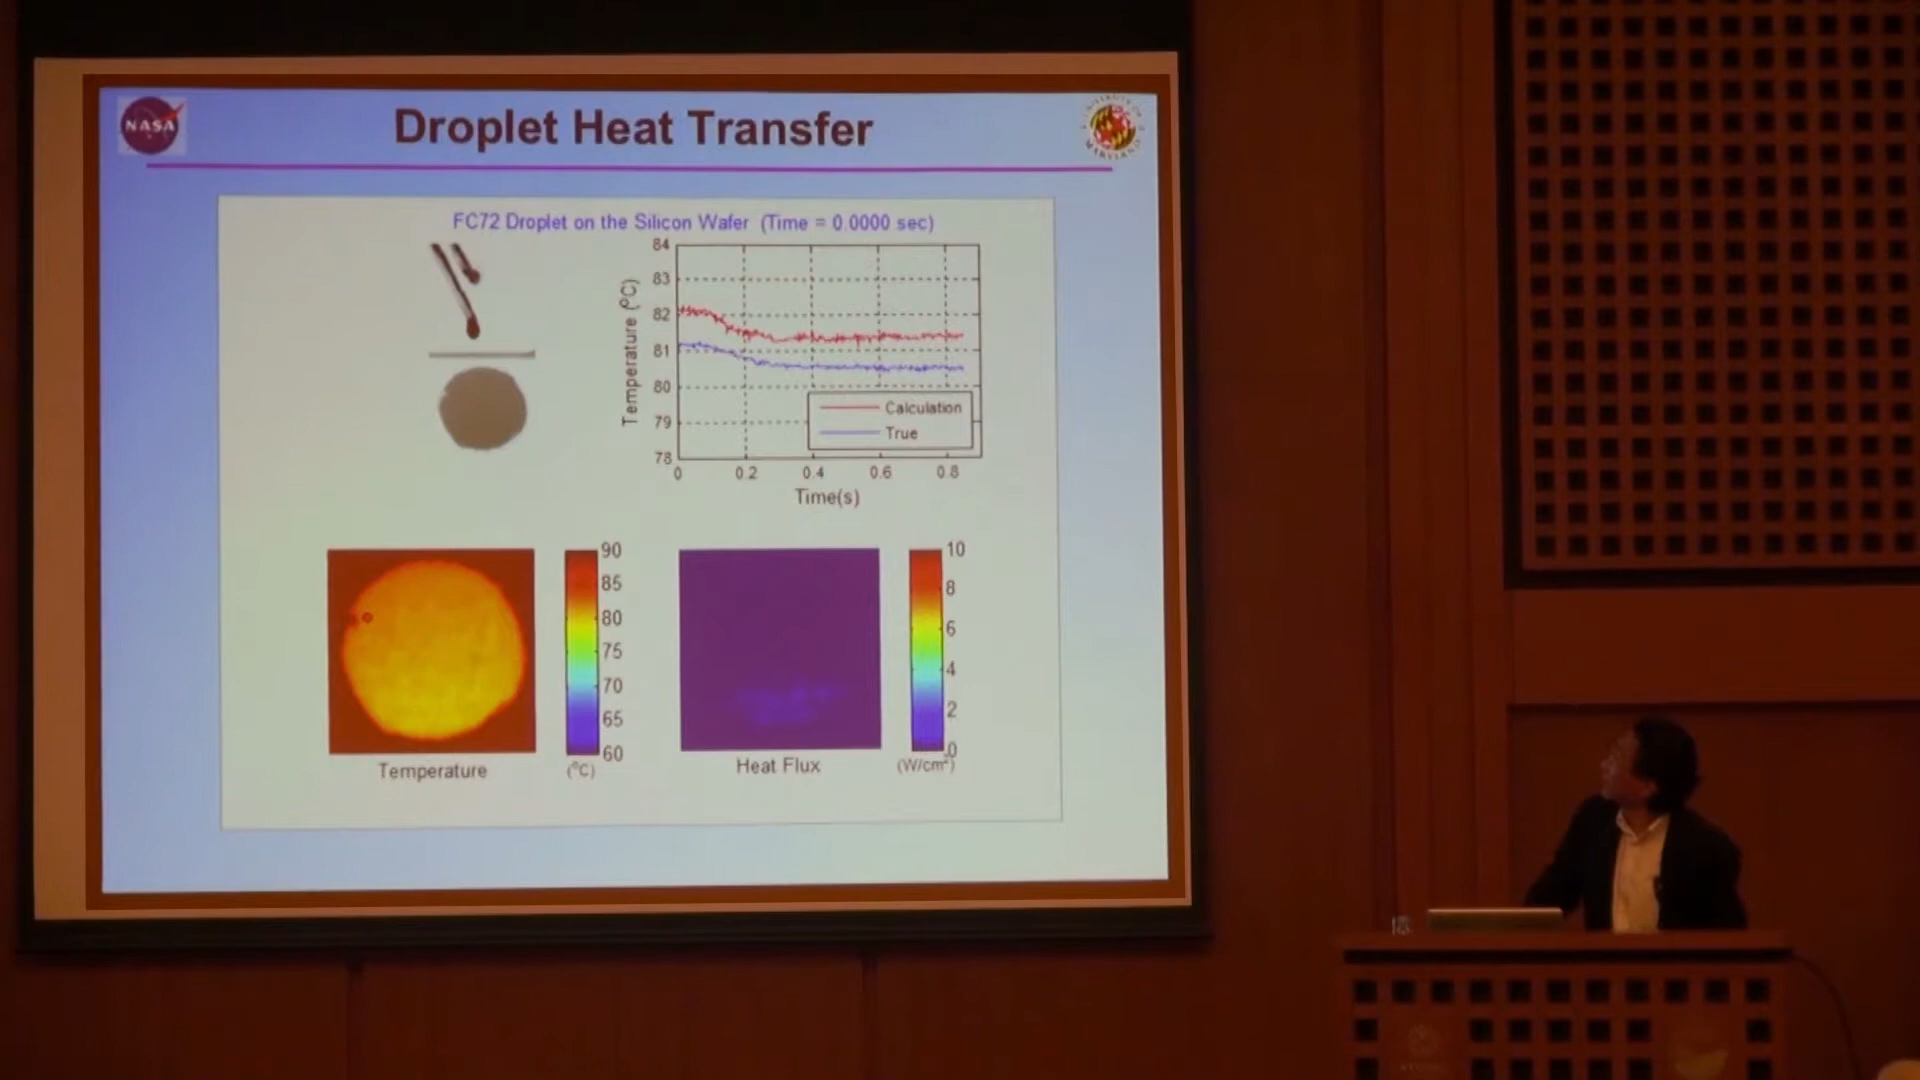 NASA
Droplet Heat Transfer
MARYLAND
FC72 Droplet on the Silicon Wafer (Time = 0.0000 sec)
84
83
82
81
80
79
78
Temperature (°C)
Calculation
True
0 0.2 0.4 0.6 0.8
Time(s)
90
85
80
75
70
65
60
(°C)
Temperature
10
8
6
4
2
0
(W/cm²)
Heat Flux